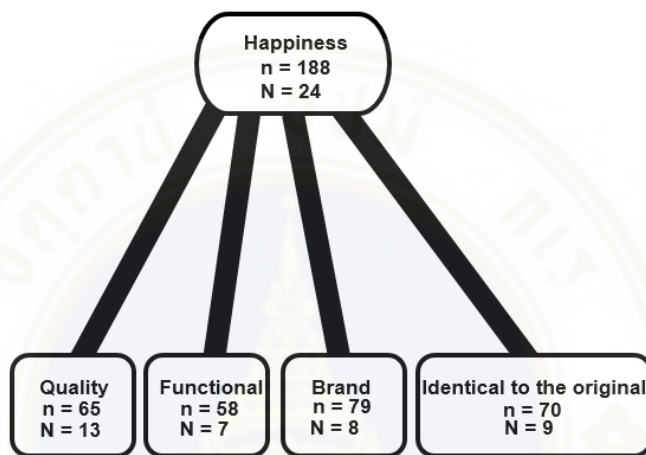 Happiness
n = 188
N = 24
Quality
n = 65
N = 13
Functional
n = 58
N = 7
Brand
n = 79
N = 8
Identical to the original
n = 70
N = 9